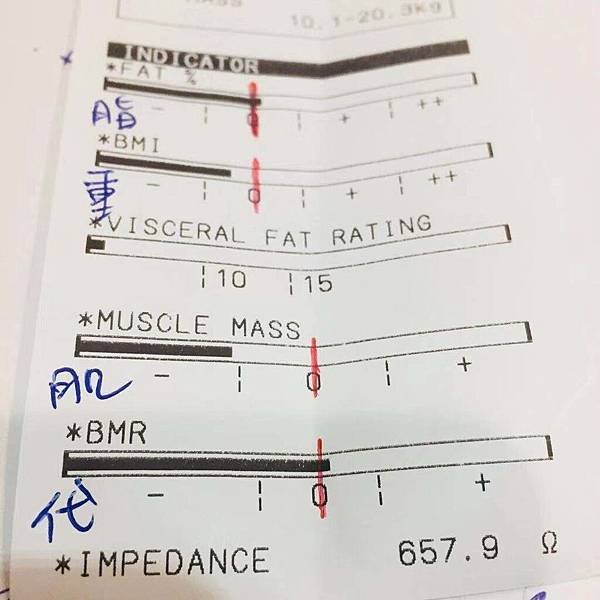 10.1-20.3kg
INDICATOR
*FAT %
- ¦ 0 ¦ + ¦ ++
脂
*BMI
- ¦ 0 ¦ + ¦ ++
重
*VISCERAL FAT RATING
¦10 ¦15
*MUSCLE MASS
- ¦ 0 ¦ +
肌
*BMR
- ¦ 0 ¦ +
代
*IMPEDANCE 657.9 Ω